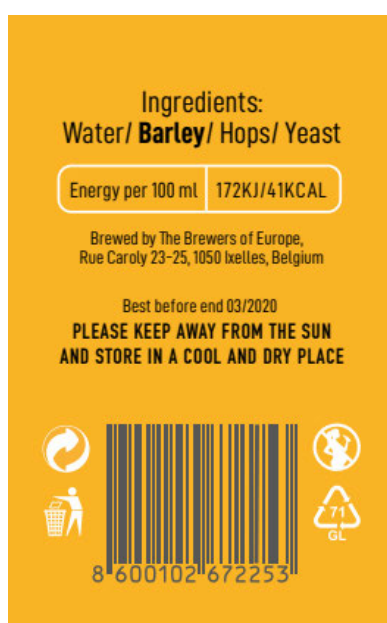 Ingredients:
Water/ Barley/ Hops/ Yeast
Energy per 100 ml 172KJ/41KCAL
Brewed by The Brewers of Europe,
Rue Caroly 23-25, 1050 Ixelles, Belgium
Best before end 03/2020
PLEASE KEEP AWAY FROM THE SUN
AND STORE IN A COOL AND DRY PLACE
71
GL
8 600102 672253